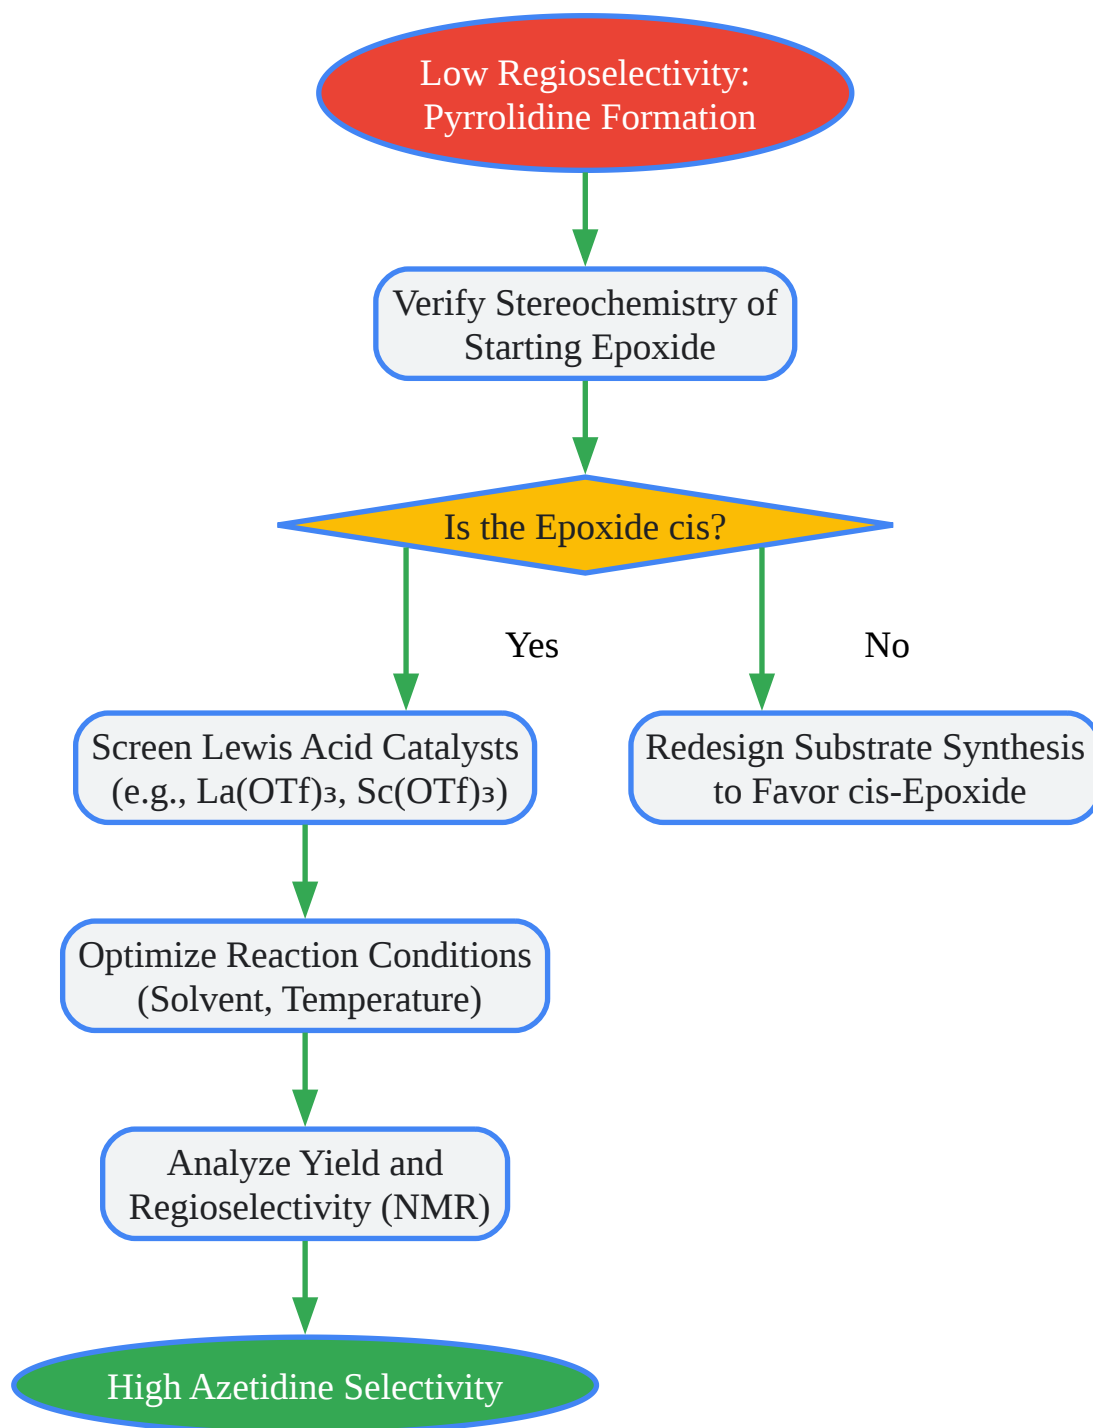 Low Regioselectivity:
Pyrrolidine Formation
Verify Stereochemistry of
Starting Epoxide
Is the Epoxide cis?
Yes
No
Screen Lewis Acid Catalysts
(e.g., La(OTf)₃, Sc(OTf)₃)
Redesign Substrate Synthesis
to Favor cis-Epoxide
Optimize Reaction Conditions
(Solvent, Temperature)
Analyze Yield and
Regioselectivity (NMR)
High Azetidine Selectivity